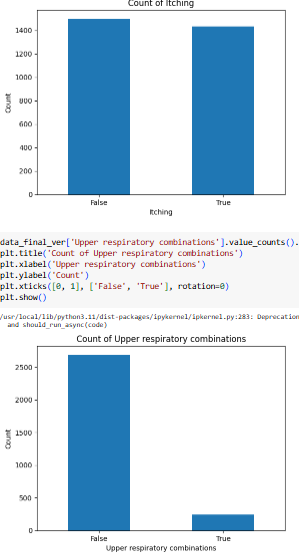 Count of Itching
1400
1200
1000
800
600
400
200
0
Count
False True
Itching
data_final_ver['Upper respiratory combinations'].value_counts().
plt.title('Count of Upper respiratory combinations')
plt.xlabel('Upper respiratory combinations')
plt.ylabel('Count')
plt.xticks([0, 1], ['False', 'True'], rotation=0)
plt.show()
/usr/local/lib/python3.11/dist-packages/ipykernel/ipkernel.py:283: Deprecation
and should_run_async(code)
Count of Upper respiratory combinations
2500
2000
1500
1000
500
0
Count
False True
Upper respiratory combinations